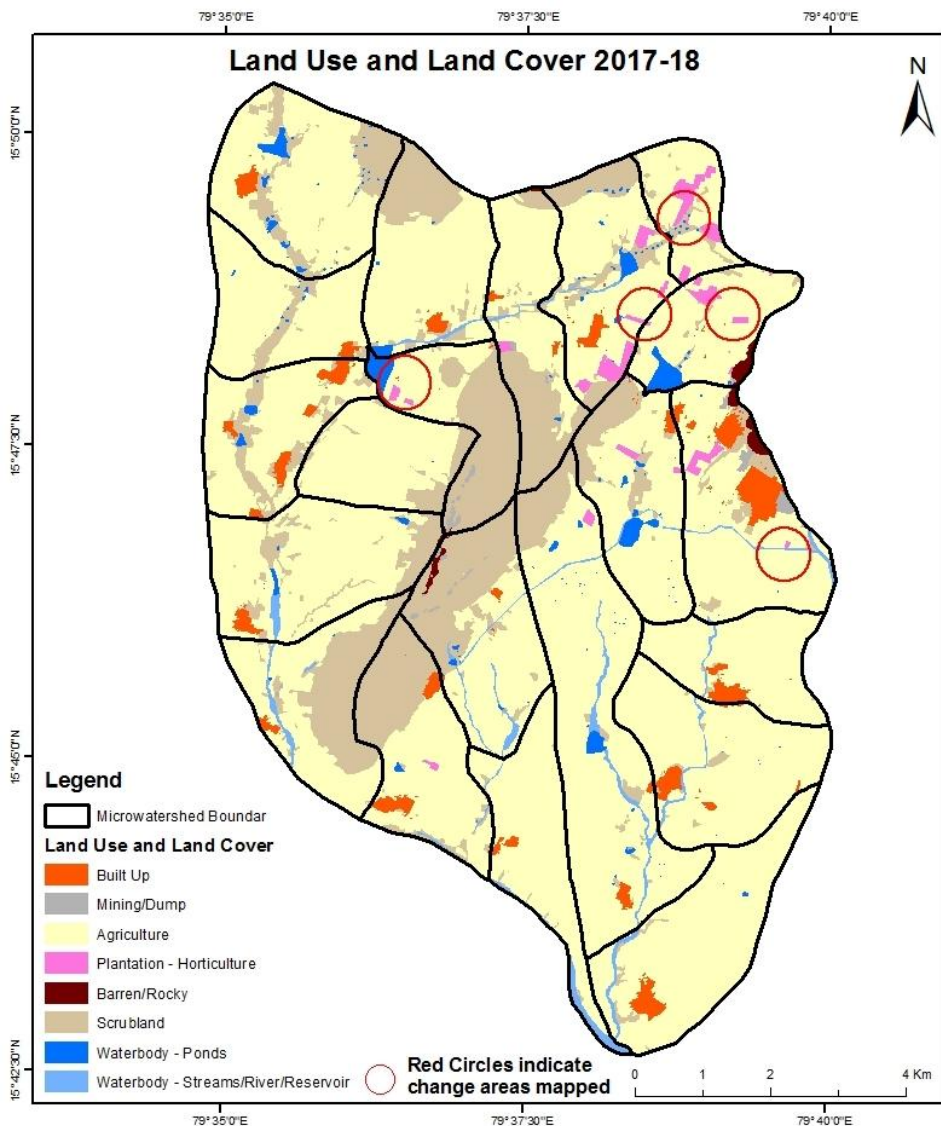 79°35'0"E 79°37'30"E 79°40'0"E
Land Use and Land Cover 2017-18
N
15°50'0"N
15°47'30"N
15°45'0"N
15°42'30"N
Legend
Microwatershed Boundar
Land Use and Land Cover
Built Up
Mining/Dump
Agriculture
Plantation - Horticulture
Barren/Rocky
Scrubland
Waterbody - Ponds
Waterbody - Streams/River/Reservoir
Red Circles indicate
change areas mapped
0 1 2 4 Km
79°35'0"E 79°37'30"E 79°40'0"E